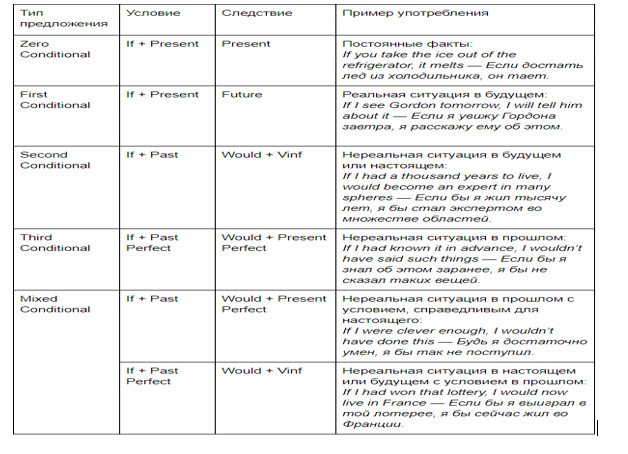 Тип предложения
Условие
Следствие
Пример употребления
Zero Conditional
If + Present
Present
Постоянные факты:
If you take the ice out of the
refrigerator, it melts — Если достать
лед из холодильника, он тает.
First Conditional
If + Present
Future
Реальная ситуация в будущем:
If I see Gordon tomorrow, I will tell him
about it — Если я увижу Гордона
завтра, я расскажу ему об этом.
Second Conditional
If + Past
Would + Vinf
Нереальная ситуация в будущем
или настоящем:
If I had a thousand years to live, I
would become an expert in many
spheres — Если бы я жил тысячу
лет, я бы стал экспертом во
множестве областей.
Third Conditional
If + Past Perfect
Would + Present Perfect
Нереальная ситуация в прошлом:
If I had known it in advance, I wouldn't
have said such things — Если бы я
знал об этом заранее, я бы не
сказал таких вещей.
Mixed Conditional
If + Past
Would + Present Perfect
Нереальная ситуация в прошлом с
условием, справедливым для
настоящего:
If I were clever enough, I wouldn't
have done this — Будь я достаточно
умен, я бы так не поступил.
If + Past Perfect
Would + Vinf
Нереальная ситуация в настоящем
или будущем с условием в прошлом:
If I had won that lottery, I would now
live in France — Если бы я выиграл в
той лотерее, я бы сейчас жил во
Франции.